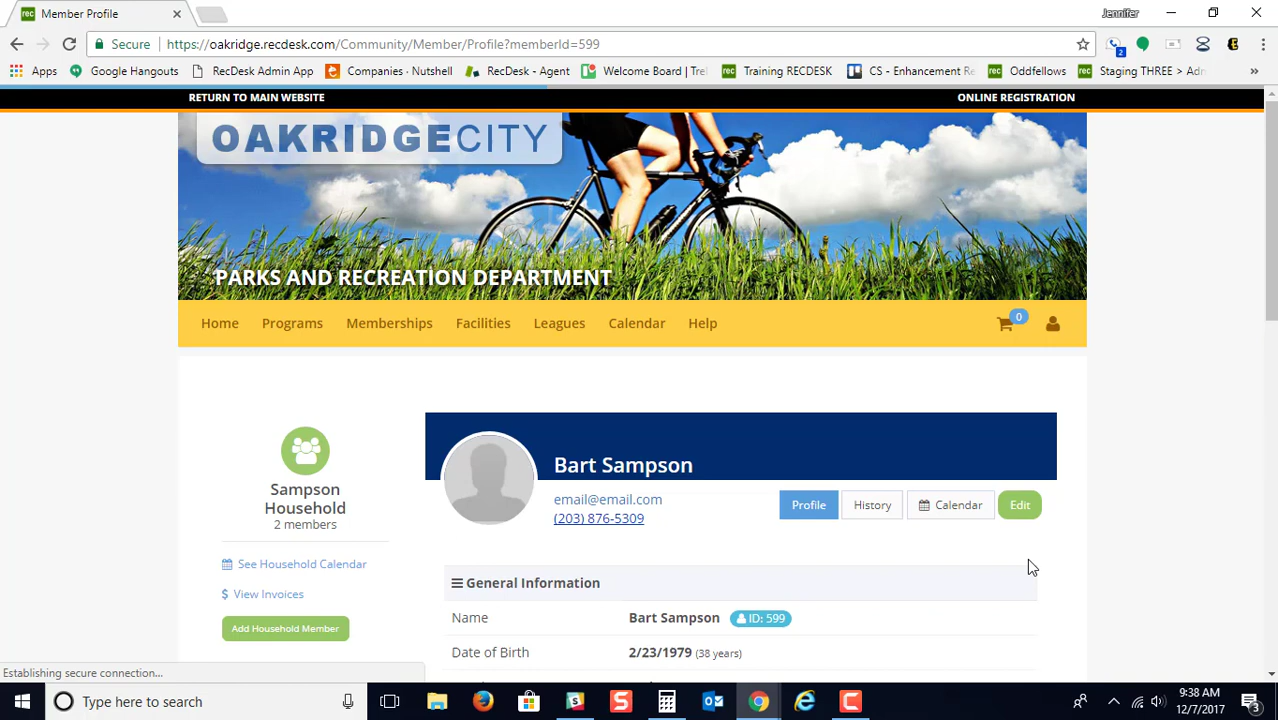 Member Profile
Jennifer
Secure
https://oakridge.recdesk.com/Community/Member/Profile?memberId=599
2
Apps
Google Hangouts
RecDesk Admin App
Companies · Nutshell
RecDesk - Agent
Welcome Board | Trel
Training RECDESK
CS - Enhancement Re
Oddfellows
Staging THREE > Adm
RETURN TO MAIN WEBSITE
ONLINE REGISTRATION
OAKRIDGECITY
PARKS AND RECREATION DEPARTMENT
Home
Programs
Memberships
Facilities
Leagues
Calendar
Help
0
Sampson
Household
2 members
See Household Calendar
View Invoices
Add Household Member
Bart Sampson
email@email.com
(203) 876-5309
Profile
History
Calendar
Edit
General Information
Name
Bart Sampson
ID: 599
Date of Birth
2/23/1979 (38 years)
Establishing secure connection...
Type here to search
9:38 AM
12/7/2017
3